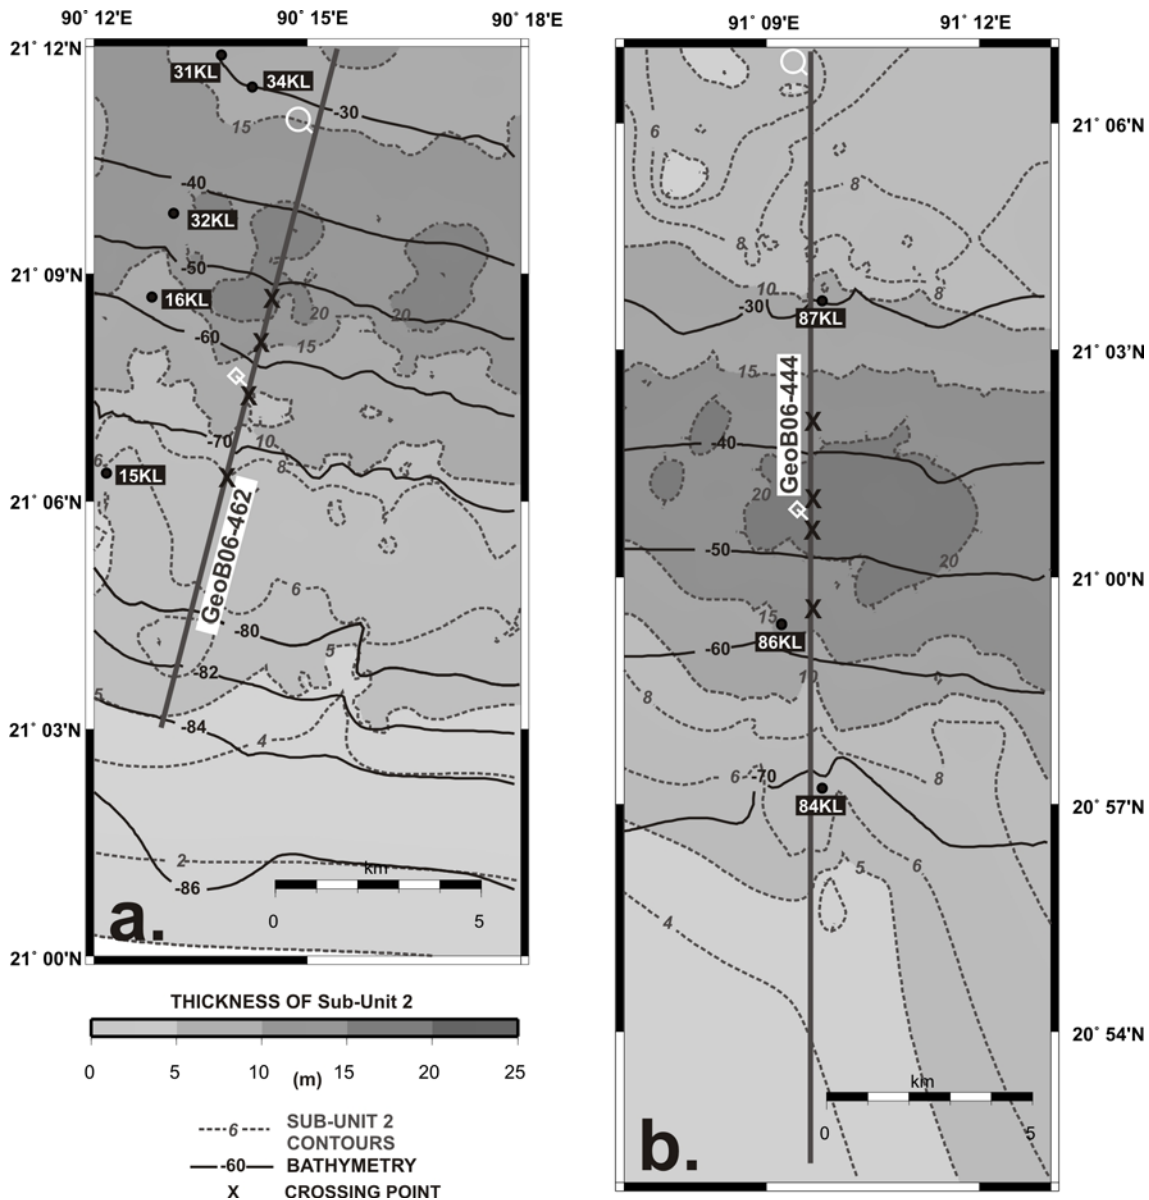 90˚ 12'E
90˚ 15'E
90˚ 18'E
21˚ 12'N
31KL
34KL
-30
15
-40
32KL
21˚ 09'N
-50
16KL
X
20
20
-60
X
15
X
-70
10
6
15KL
8
X
21˚ 06'N
GeoB06-462
6
-80
5
-82
5
-84
4
21˚ 03'N
2
-86
km
0
5
a.
21˚ 00'N
THICKNESS OF Sub-Unit 2
0
5
10
(m)
15
20
25
6
SUB-UNIT 2
CONTOURS
-60
BATHYMETRY
X
CROSSING POINT
91˚ 09'E
91˚ 12'E
6
21˚ 06'N
8
8
10
8
-30
87KL
21˚ 03'N
15
GeoB06-444
X
-40
20
X
X
-50
20
21˚ 00'N
15
X
86KL
-60
10
8
6
-70
8
84KL
20˚ 57'N
5
6
4
20˚ 54'N
km
0
5
b.